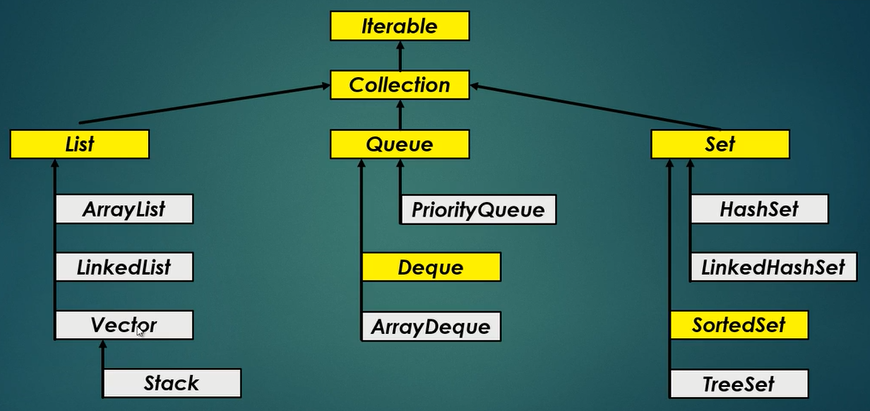 Iterable
Collection
List
Queue
Set
ArrayList
PriorityQueue
HashSet
LinkedList
Deque
LinkedHashSet
Vector
ArrayDeque
SortedSet
Stack
TreeSet